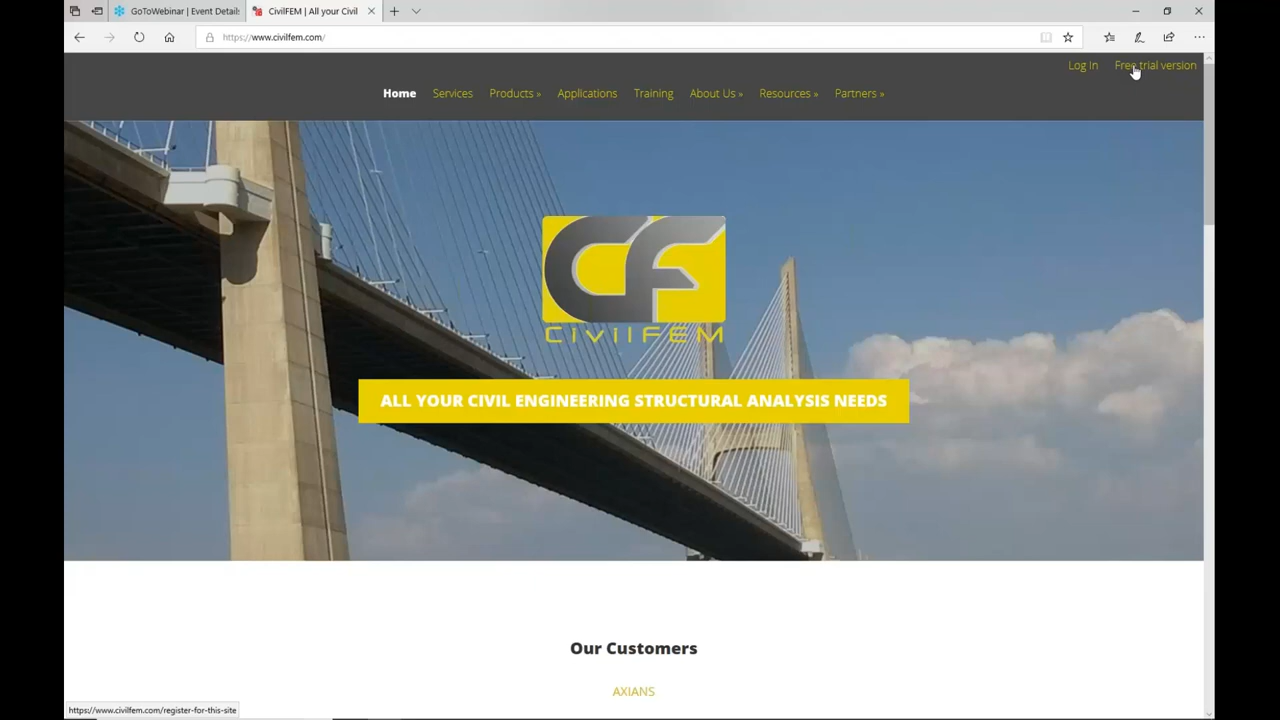 GoToWebinar | Event Details
CivilFEM | All your Civil
https://www.civilfem.com/
Log In
Free trial version
Home
Services
Products »
Applications
Training
About Us »
Resources »
Partners »
CF
CivilFEM
ALL YOUR CIVIL ENGINEERING STRUCTURAL ANALYSIS NEEDS
Our Customers
AXIANS
https://www.civilfem.com/register-for-this-site